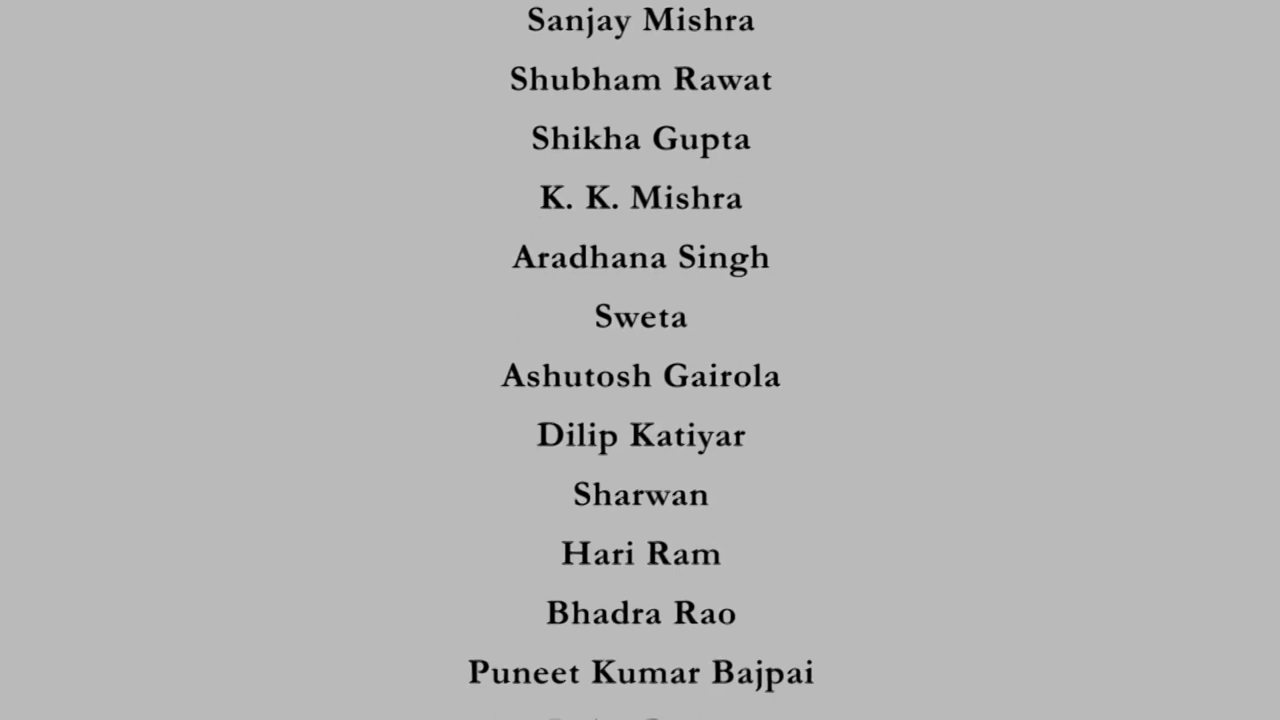 Sanjay Mishra
Shubham Rawat
Shikha Gupta
K. K. Mishra
Aradhana Singh
Sweta
Ashutosh Gairola
Dilip Katiyar
Sharwan
Hari Ram
Bhadra Rao
Puneet Kumar Bajpai